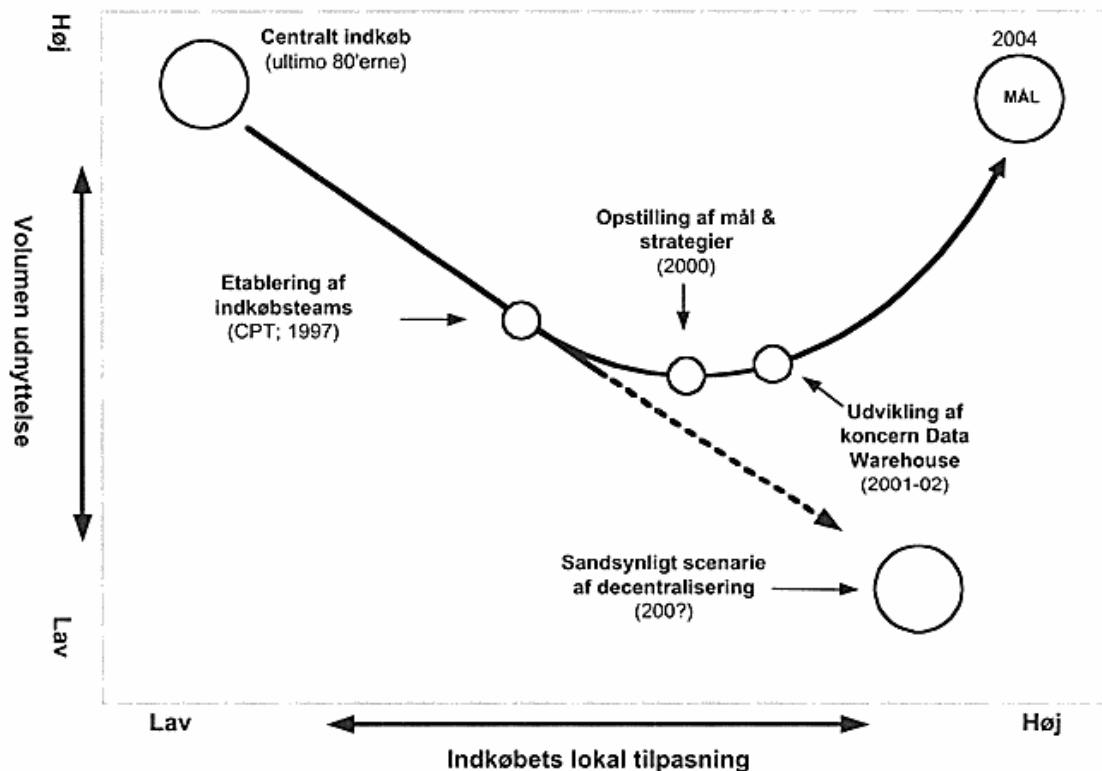 Høj
Centralt indkøb
(ultimo 80'erne)
2004
MÅL
Opstilling af mål &
strategier
(2000)
Etablering af
indkøbsteams
(CPT; 1997)
Volumen udnyttelse
Udvikling af
koncern Data
Warehouse
(2001-02)
Sandsynligt scenarie
af decentralisering
(200?)
Lav
Lav
Høj
Indkøbets lokal tilpasning